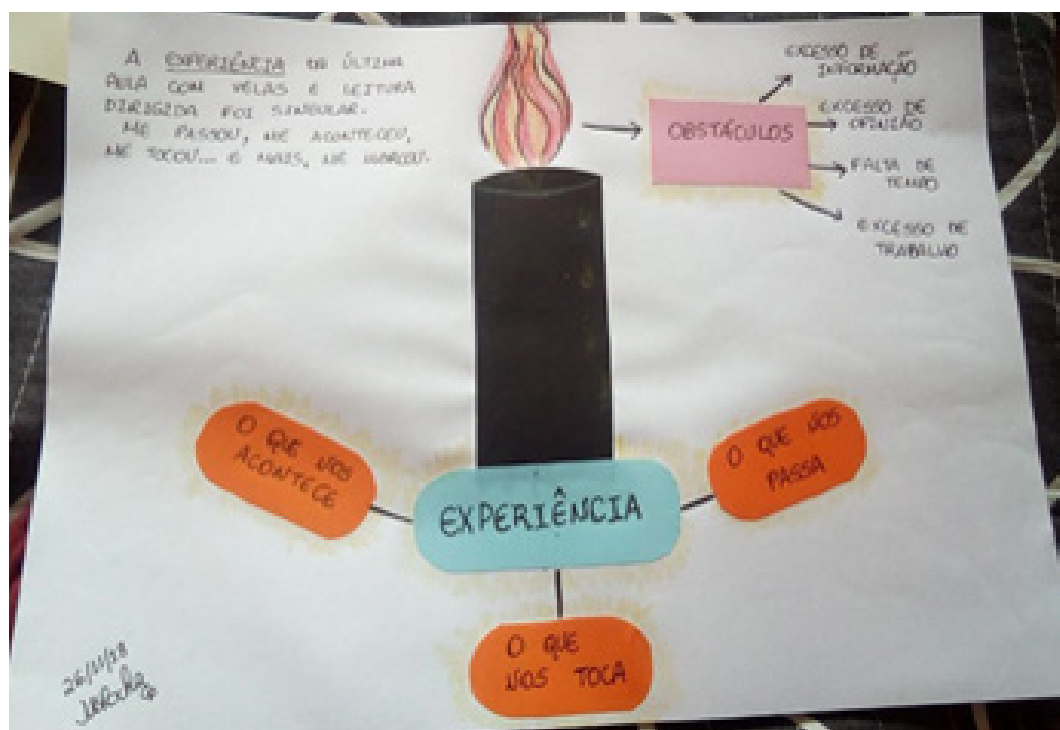 A EXPERIÊNCIA DA ÚLTIMA
AULA COM VELAS E LEITURA
DIRIGIDA FOI SINGULAR.
ME PASSOU, ME ACONTECEU,
ME TOCOU... E MAIS, ME MARCOU.
OBSTÁCULOS
EXCESSO DE
INFORMAÇÃO
EXCESSO DE
OPINIÃO
FALTA DE
TEMPO
EXCESSO DE
TRABALHO
O QUE NOS
ACONTECE
EXPERIÊNCIA
O QUE NOS
PASSA
O QUE
NOS TOCA
26/11/18